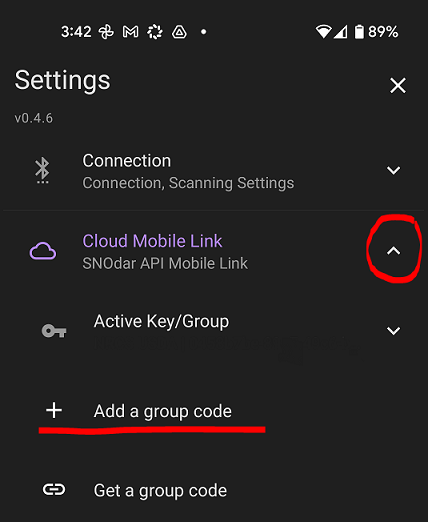 3:42 89%
Settings
v0.4.6
Connection
Connection, Scanning Settings
Cloud Mobile Link
SNOdar API Mobile Link
Active Key/Group
Add a group code
Get a group code